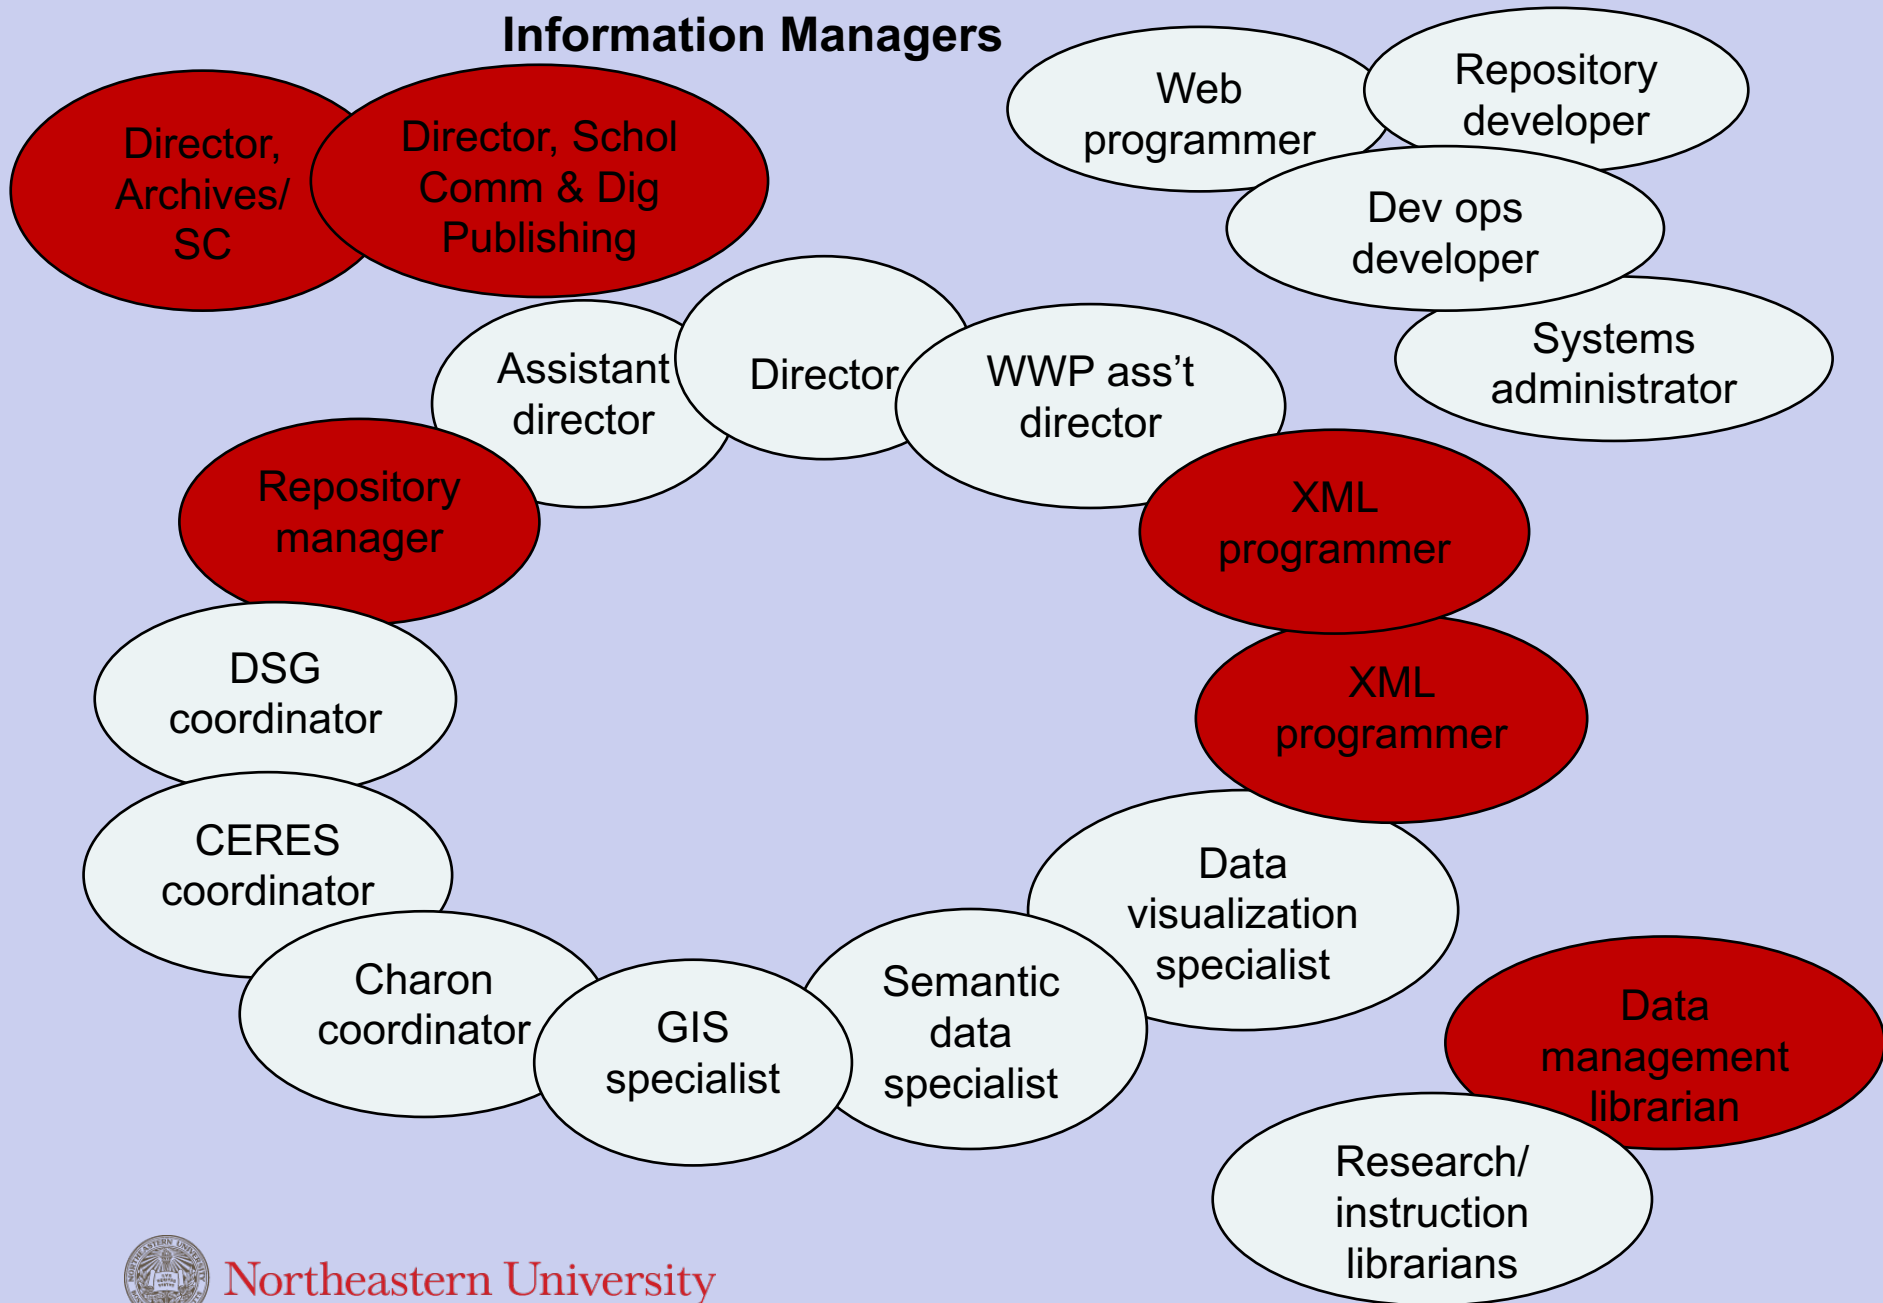 Information Managers
Director,
Archives/
SC
Director, Schol
Comm & Dig
Publishing
Web
programmer
Repository
developer
Dev ops
developer
Systems
administrator
Assistant
director
Director
WWP ass’t
director
Repository
manager
XML
programmer
XML
programmer
DSG
coordinator
CERES
coordinator
Charon
coordinator
GIS
specialist
Semantic
data
specialist
Data
visualization
specialist
Data
management
librarian
Research/
instruction
librarians
Northeastern University